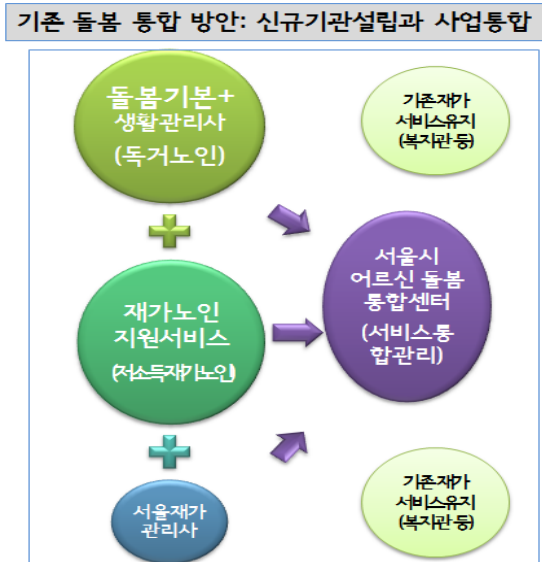 기존 돌봄 통합 방안: 신규기관설립과 사업통합
돌봄기본+
생활관리사
(독거노인)
기존재가
서비스유지
(복지관 등)
서울시
어르신 돌봄
통합센터
(서비스통
합관리)
재가노인
지원서비스
(저소득재가노인)
서울재가
관리사
기존재가
서비스유지
(복지관 등)